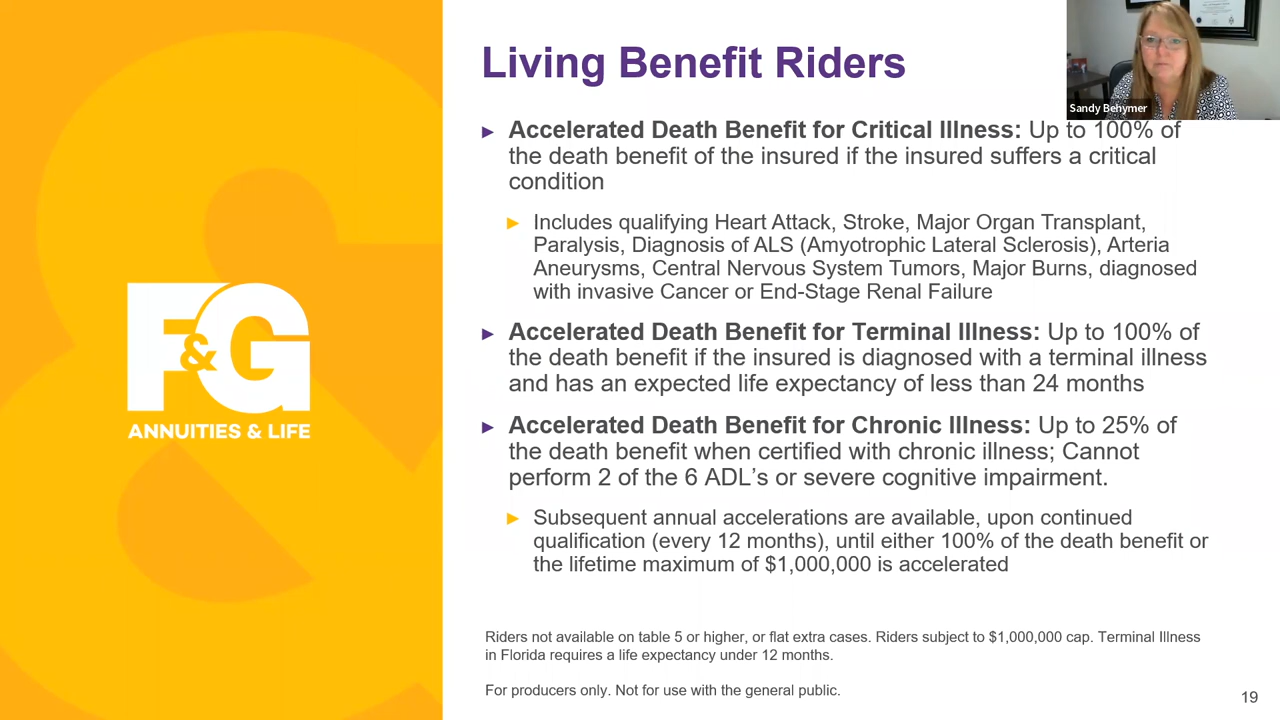 Living Benefit Riders
Sandy Behymer
► Accelerated Death Benefit for Critical Illness: Up to 100% of
the death benefit of the insured if the insured suffers a critical
condition
► Includes qualifying Heart Attack, Stroke, Major Organ Transplant,
Paralysis, Diagnosis of ALS (Amyotrophic Lateral Sclerosis), Arteria
Aneurysms, Central Nervous System Tumors, Major Burns, diagnosed
with invasive Cancer or End-Stage Renal Failure
► Accelerated Death Benefit for Terminal Illness: Up to 100% of
the death benefit if the insured is diagnosed with a terminal illness
and has an expected life expectancy of less than 24 months
► Accelerated Death Benefit for Chronic Illness: Up to 25% of
the death benefit when certified with chronic illness; Cannot
perform 2 of the 6 ADL’s or severe cognitive impairment.
► Subsequent annual accelerations are available, upon continued
qualification (every 12 months), until either 100% of the death benefit or
the lifetime maximum of $1,000,000 is accelerated
F&G
ANNUITIES & LIFE
Riders not available on table 5 or higher, or flat extra cases. Riders subject to $1,000,000 cap. Terminal Illness
in Florida requires a life expectancy under 12 months.
For producers only. Not for use with the general public.
19